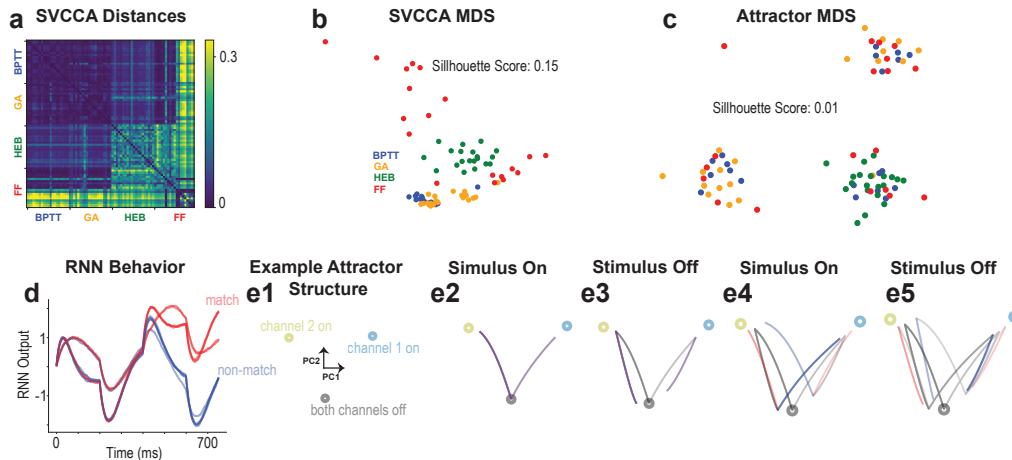 a SVCCA Distances
BPTT
GA
HEB
FF
BPTT GA HEB FF
0.3
0
b SVCCA MDS
Sillhouette Score: 0.15
BPTT
GA
HEB
FF
c Attractor MDS
Sillhouette Score: 0.01
d RNN Behavior
match
non-match
RNN Output
1
-1
0 700
Time (ms)
e1 Example Attractor
Structure
channel 2 on
channel 1 on
PC2
PC1
both channels off
e2 Simulus On
e3 Stimulus Off
e4 Simulus On
e5 Stimulus Off